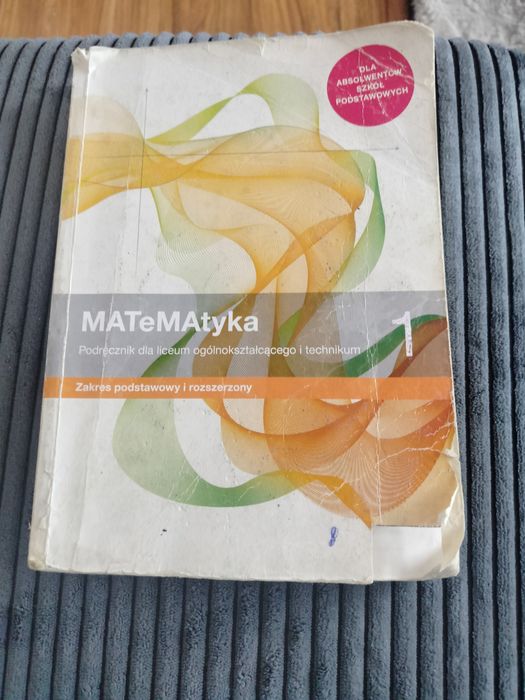 DLA
ABSOLWENTÓW
SZKÓŁ
PODSTAWOWYCH
MATeMAtyka
1
Podręcznik dla liceum ogólnokształcącego i technikum
Zakres podstawowy i rozszerzony